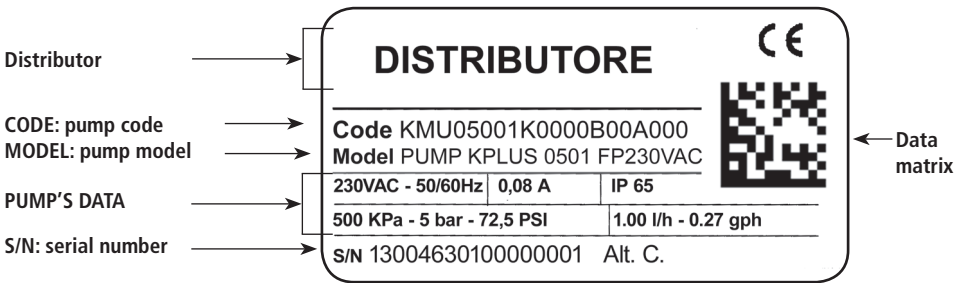 Distributor
DISTRIBUTORE
CE
CODE: pump code
MODEL: pump model
Code KMU05001K0000B00A000
Model PUMP KPLUS 0501 FP230VAC
Data
matrix
PUMP'S DATA
230VAC - 50/60Hz 0,08 A IP 65
500 KPa - 5 bar - 72,5 PSI 1.00 l/h - 0.27 gph
S/N: serial number
S/N 13004630100000001 Alt. C.